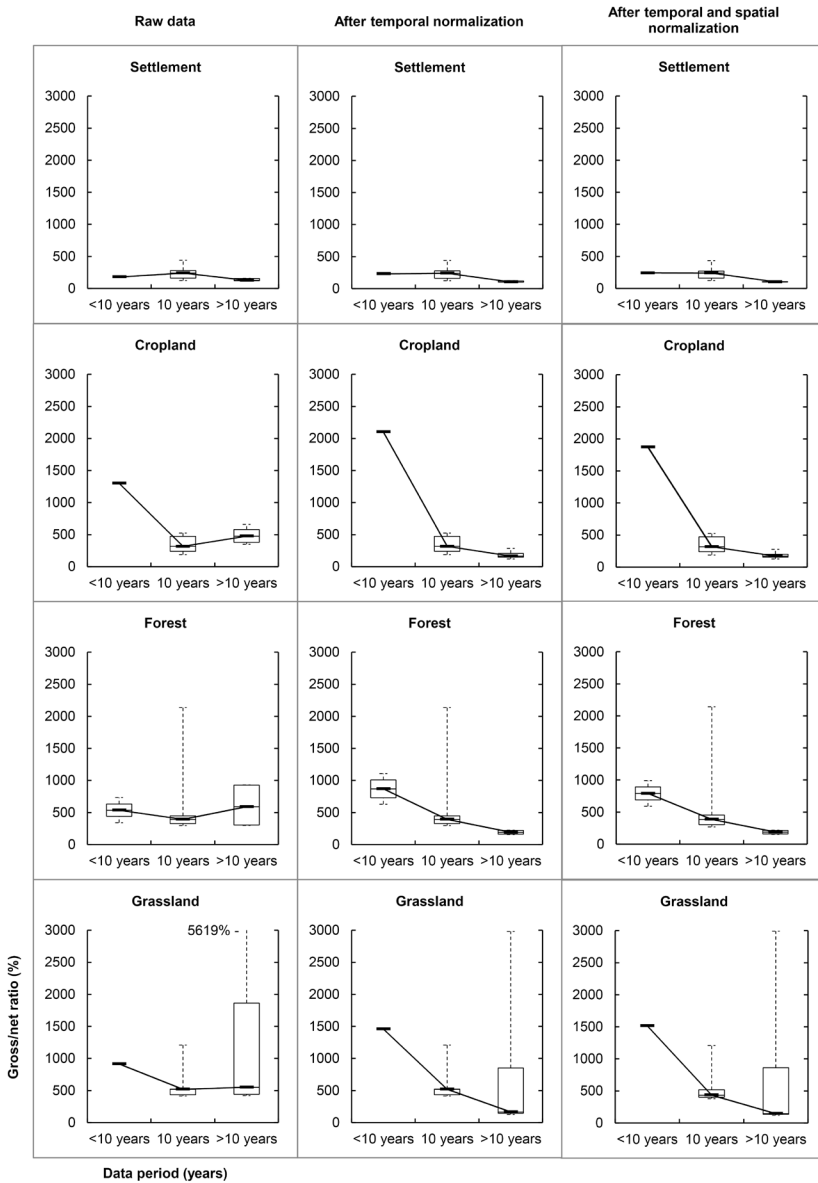 Raw data
After temporal normalization
After temporal and spatial
normalization
Settlement
3000
2500
2000
1500
1000
500
0
<10 years 10 years >10 years
Settlement
3000
2500
2000
1500
1000
500
0
<10 years 10 years >10 years
Settlement
3000
2500
2000
1500
1000
500
0
<10 years 10 years >10 years
Cropland
3000
2500
2000
1500
1000
500
0
<10 years 10 years >10 years
Cropland
3000
2500
2000
1500
1000
500
0
<10 years 10 years >10 years
Cropland
3000
2500
2000
1500
1000
500
0
<10 years 10 years >10 years
Forest
3000
2500
2000
1500
1000
500
0
<10 years 10 years >10 years
Forest
3000
2500
2000
1500
1000
500
0
<10 years 10 years >10 years
Forest
3000
2500
2000
1500
1000
500
0
<10 years 10 years >10 years
Gross/net ratio (%)
Grassland
5619%
3000
2500
2000
1500
1000
500
0
<10 years 10 years >10 years
Grassland
3000
2500
2000
1500
1000
500
0
<10 years 10 years >10 years
Grassland
3000
2500
2000
1500
1000
500
0
<10 years 10 years >10 years
Data period (years)